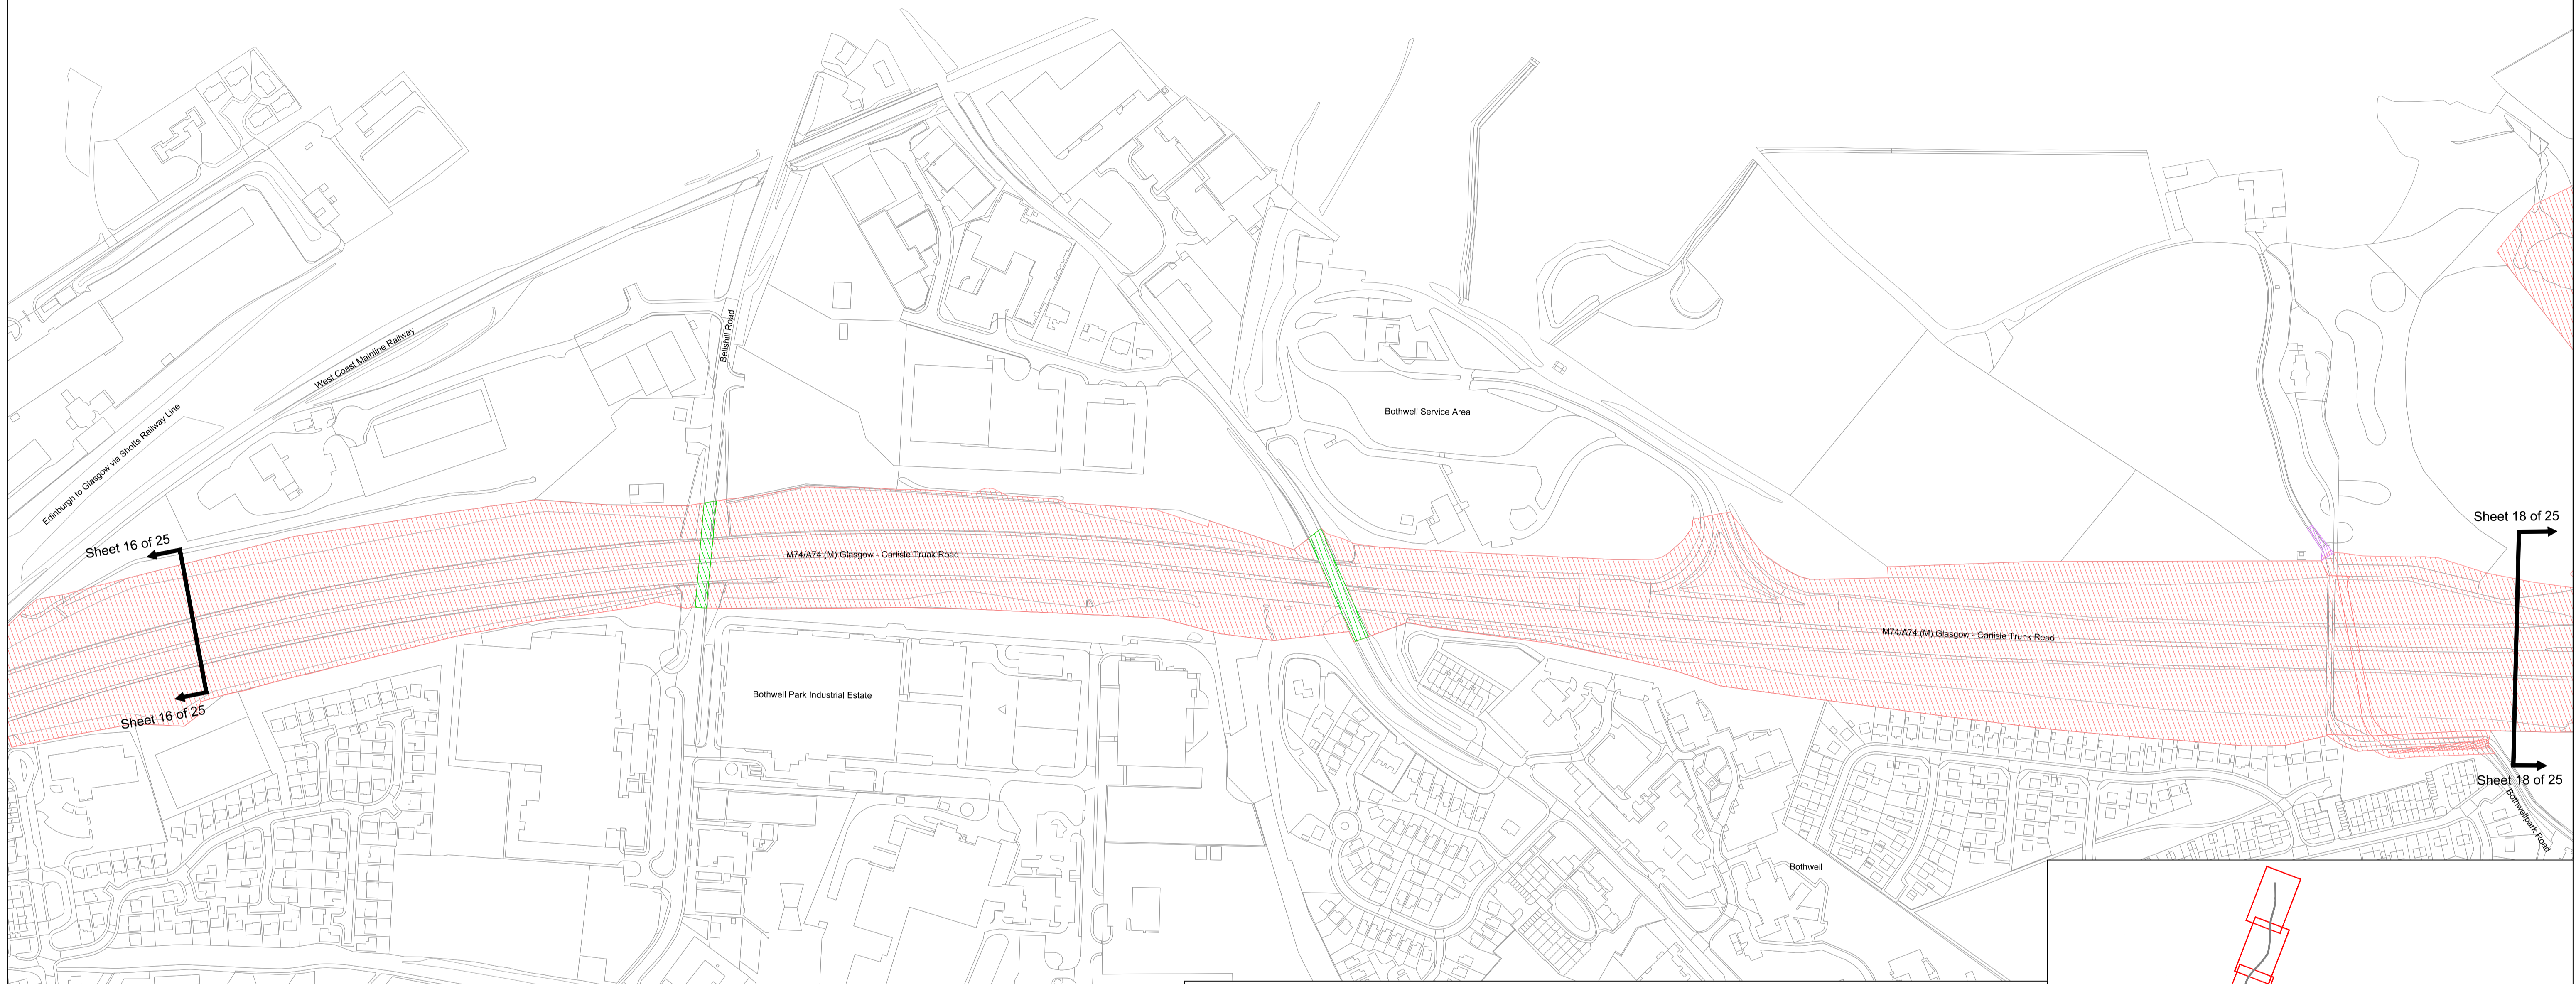 Bellshill Road
West Coast Mainline Railway
Edinburgh to Glasgow via Shotts Railway Line
Bothwell Service Area
Sheet 16 of 25
Sheet 18 of 25
M74/A74 (M) Glasgow - Carlisle Trunk Road
M74/A74 (M) Glasgow - Carlisle Trunk Road
Bothwell Park Industrial Estate
Sheet 16 of 25
Sheet 18 of 25
Bothwellpark Road
Bothwell